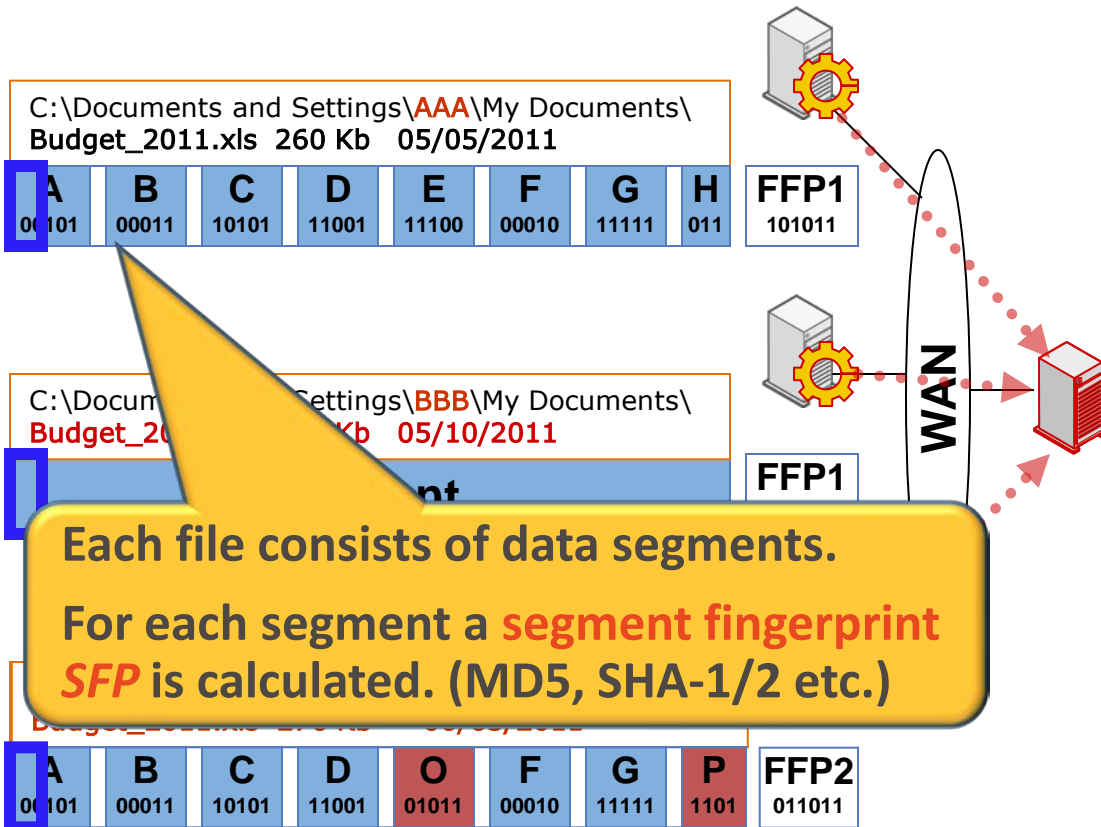 C:\Documents and Settings\AAA\My Documents\
Budget_2011.xls 260 Kb 05/05/2011
A B C D E F G H FFP1
00101 00011 10101 11001 11100 00010 11111 011 101011
WAN
C:\Docum ettings\BBB\My Documents\
Budget_20 Kb 05/10/2011
FFP1
Each file consists of data segments.
For each segment a segment fingerprint
SFP is calculated. (MD5, SHA-1/2 etc.)
A B C D O F G P FFP2
00101 00011 10101 11001 01011 00010 11111 1101 011011